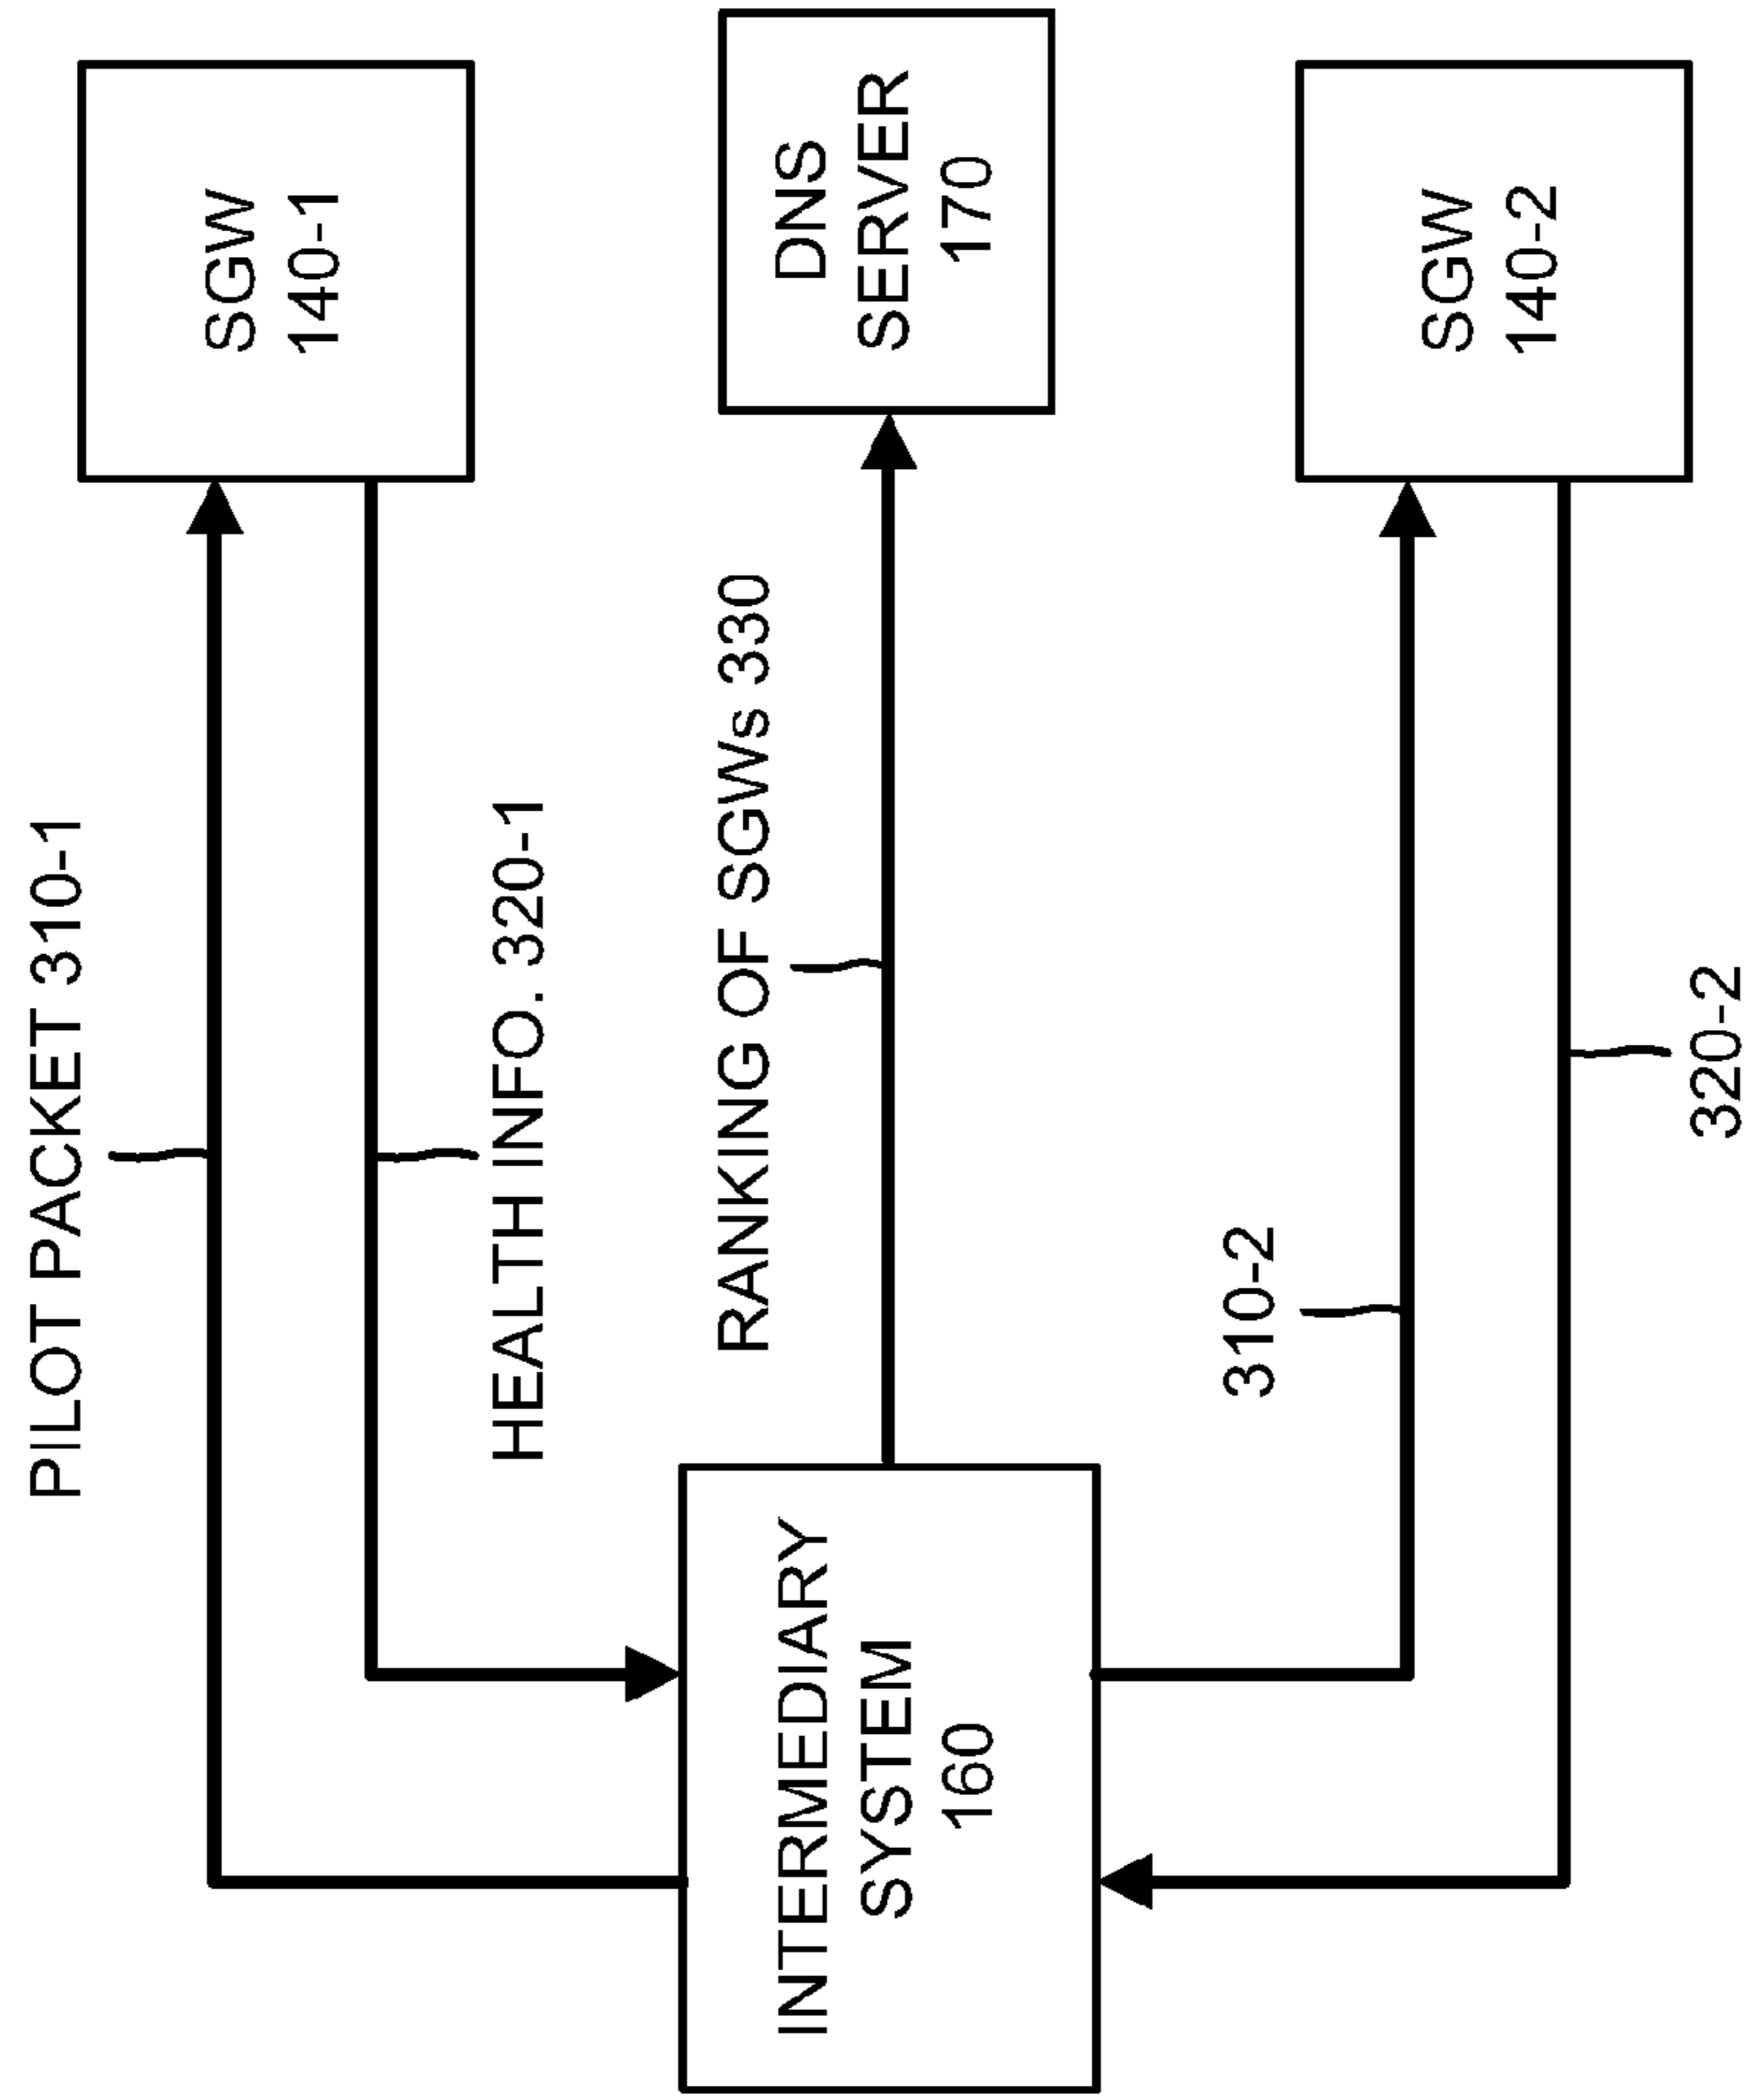 PILOT PACKET 310-1
SGW
140-1
HEALTH INFO. 320-1
RANKING OF SGWs 330
DNS
SERVER
170
INTERMEDIARY
SYSTEM
160
310-2
SGW
140-2
320-2